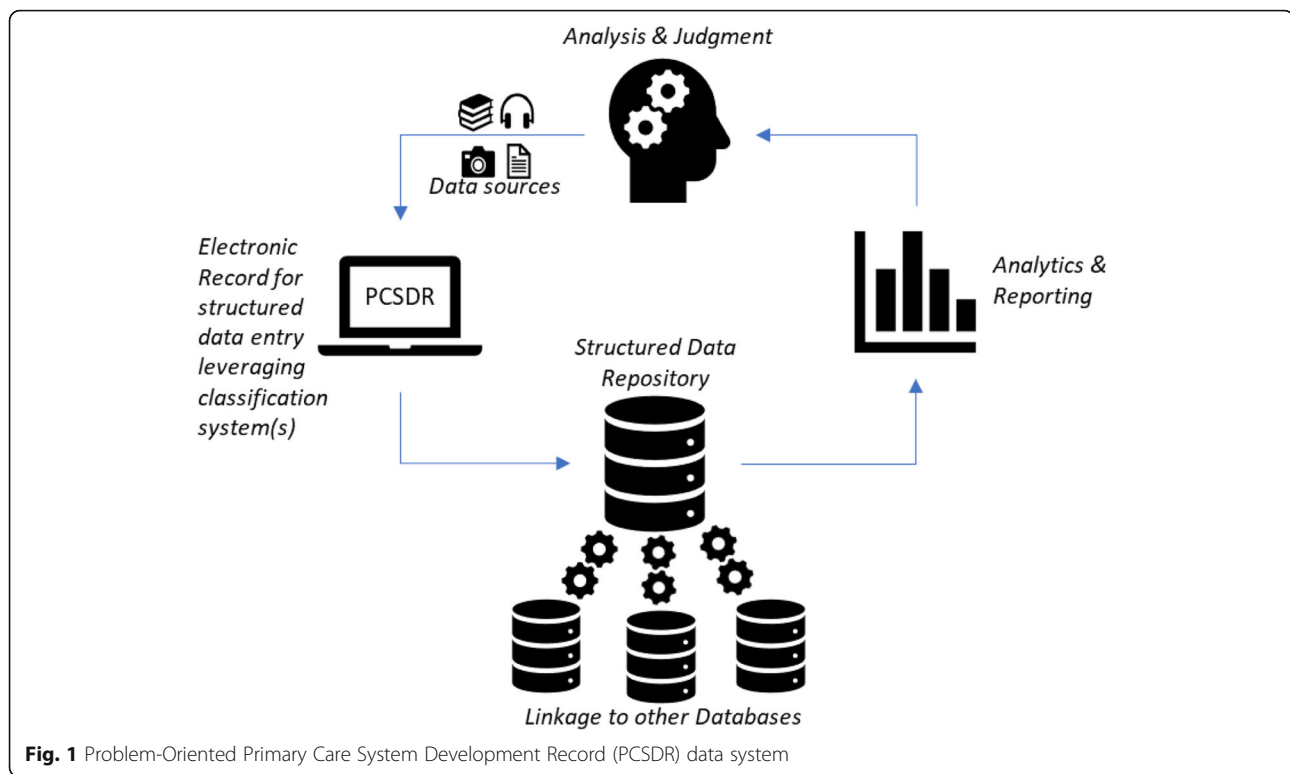 Analysis & Judgment
Data sources
Electronic
Record for
structured
data entry
leveraging
classification
system(s)
PCSDR
Structured Data
Repository
Analytics &
Reporting
Linkage to other Databases
Fig. 1 Problem-Oriented Primary Care System Development Record (PCSDR) data system